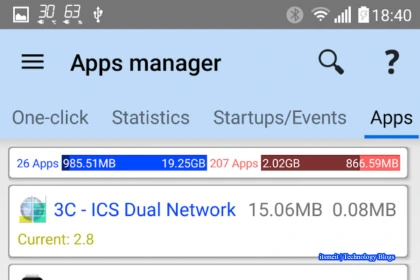 30 63 18:40
Apps manager ?
One-click Statistics Startups/Events Apps
26 Apps 985.51MB 19.25GB 207 Apps 2.02GB 866.59MB
3C - ICS Dual Network 15.06MB 0.08MB
Current: 2.8
itsmeit Technology Blogs